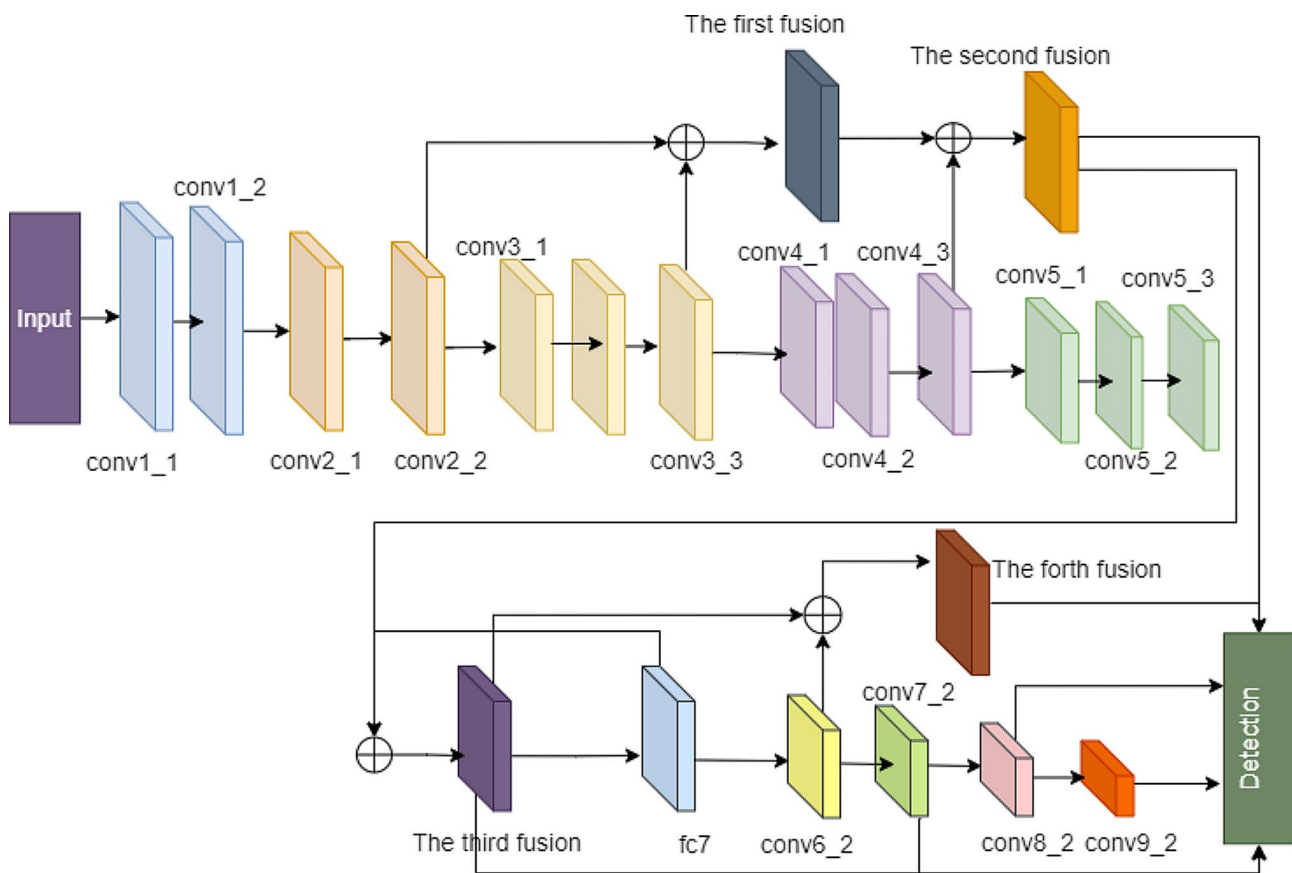 The first fusion
The second fusion
conv1_2
conv3_1
conv4_1
conv4_3
conv5_1
conv5_3
Input
conv1_1
conv2_1
conv2_2
conv3_3
conv4_2
conv5_2
The forth fusion
conv7_2
Detection
The third fusion
fc7
conv6_2
conv8_2
conv9_2